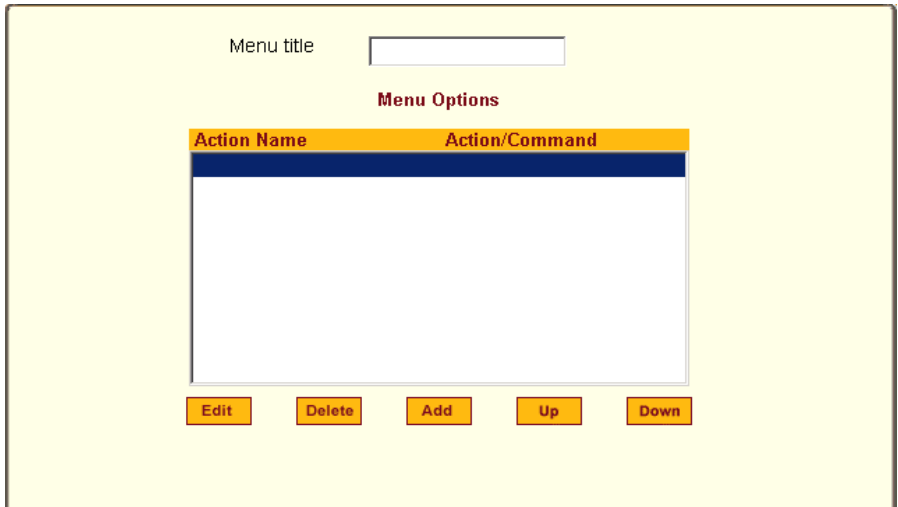 Menu title
Menu Options
Action Name Action/Command
Edit Delete Add Up Down